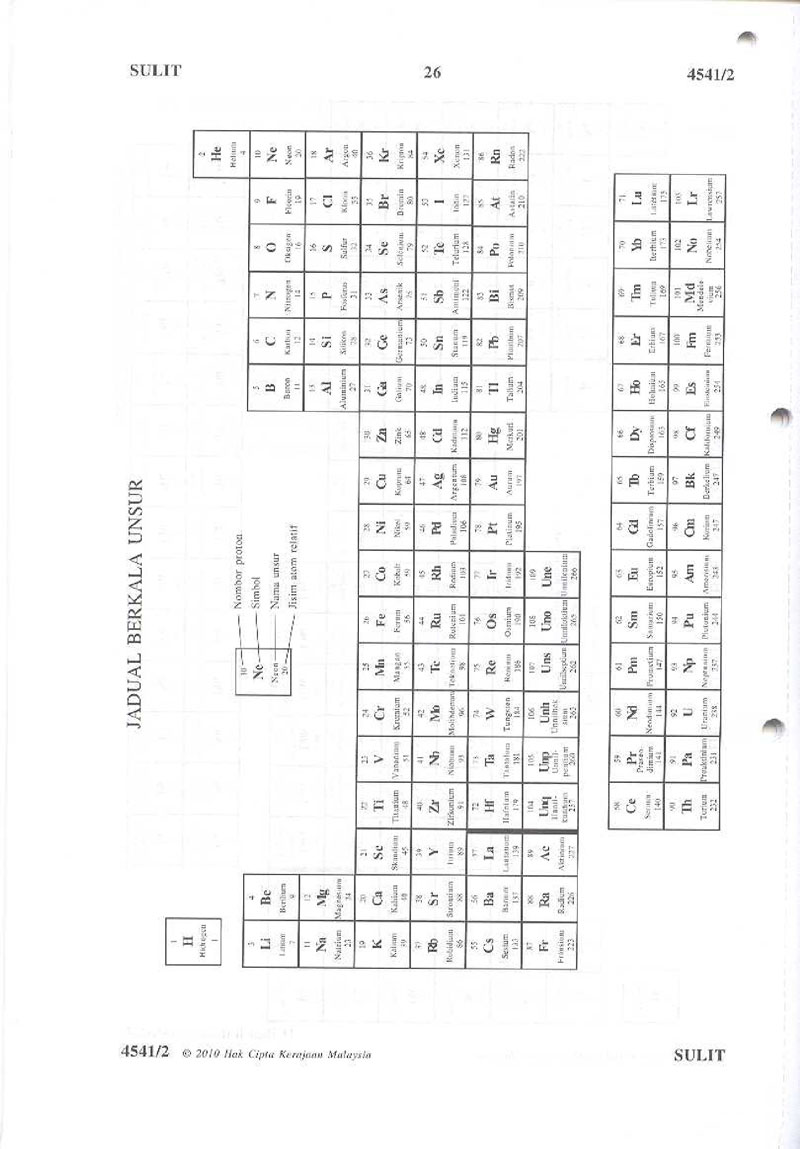 SULIT
26
4541/2
JADUAL BERKALA UNSUR
10 Nombor proton
Ne Simbol
Neon Nama unsur
20 Jisim atom relatif
1 2
H He
Hidrogen Helium
1 4
3 4 5 6 7 8 9 10
Li Be B C N O F Ne
Litium Berilium Boron Karbon Nitrogen Oksigen Fluorin Neon
7 9 11 12 14 16 19 20
11 12 13 14 15 16 17 18
Na Mg Al Si P S Cl Ar
Natrium Magnesium Aluminium Silikon Fosforus Sulfur Klorin Argon
23 24 27 28 31 32 35 40
19 20 21 22 23 24 25 26 27 28 29 30 31 32 33 34 35 36
K Ca Sc Ti V Cr Mn Fe Co Ni Cu Zn Ga Ge As Se Br Kr
Kalium Kalsium Skandium Titanium Vanadium Kromium Mangan Ferum Kobalt Nikel Kuprum Zink Galium Germanium Arsenik Selenium Bromin Kripton
39 40 45 48 51 52 55 56 59 59 64 65 70 73 75 79 80 84
37 38 39 40 41 42 43 44 45 46 47 48 50 51 52 53 54
Rb Sr Y Zr Nb Mo Tc Ru Rh Pd Ag Cd In Sn Sb Te I Xe
Rubidium Strontium Zirkonium Niobium Molibdenum Teknetium Rutenium Rodium Paladium Argentum Kadmium Indium Stanum Antimoni Telurium Iodin Xenon
86 88 89 91 93 96 98 101 103 106 108 112 115 119 122 128 127 131
55 56 57 72 73 74 75 76 77 78 79 80 81 82 83 84 85 86
Cs Ba La Hf Ta W Re Os Ir Pt Au Hg Tl Pb Bi Po At Rn
Sesium Barium Lantanum Hafnium Tantalum Tungsten Renium Osmium Iridium Platinum Aurum Merkuri Talium Plumbum Bismut Polonium Astatin Radon
133 137 139 179 181 184 186 190 192 195 197 201 204 207 209 210 210 222
87 88 89 104 105 106 107 108 109
Fr Ra Ac Unq Unp Unh Uns Uno Une
Fransium Radium Aktinium Unnilseptium Unniloktium Unnilenium
223 226 227 257 260 263 262 265 266
58 59 60 61 62 63 64 65 66 67 68 69 70 71
Ce Pr Nd Pm Sm Eu Gd Tb Dy Ho Er Tm Yb Lu
Serium Praseodimium Neodimium Prometium Samarium Europium Gadolinium Terbium Disprosium Holmium Erbium Tulium Iterbium Lutetium
140 141 144 147 150 152 157 159 163 165 167 169 173 175
90 91 92 93 94 95 96 97 98 99 100 101 102 103
Th Pa U Np Pu Am Cm Bk Cf Es Fm Md No Lr
Torium Protaktinium Uranium Neptunium Plutonium Amerisium Kurium Berkelium Kalifornium Einsteinium Fermium Mendelevium Nobelium Lawrensium
232 231 238 237 244 243 247 247 249 254 253 256 254 257
4541/2 © 2010 Hak Cipta Kerajaan Malaysia
SULIT